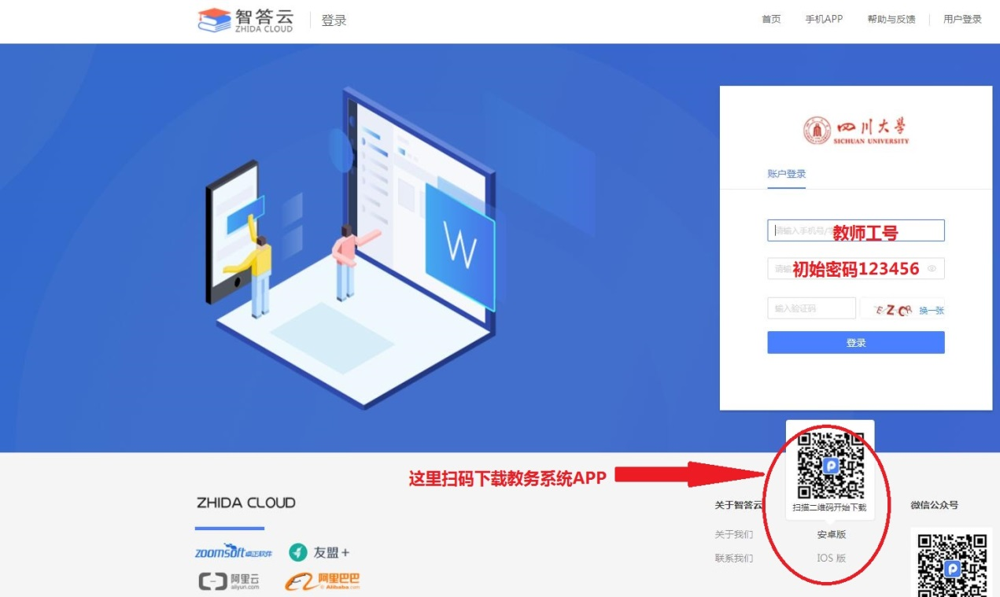 智答云
ZHIDA CLOUD
登录
首页 手机APP 帮助与反馈 用户登录
四川大学
SICHUAN UNIVERSITY
账户登录
请输入手机号/
教师工号
请输
初始密码123456
输入验证码
EZCR 换一张
登录
W
这里扫码下载教务系统APP
扫描二维码开始下载
ZHIDA CLOUD
关于智答云
微信公众号
关于我们
安卓版
联系我们
IOS 版
zoomsoft 卓正软件
友盟+
阿里云
aliyun.com
阿里巴巴
Alibaba.com